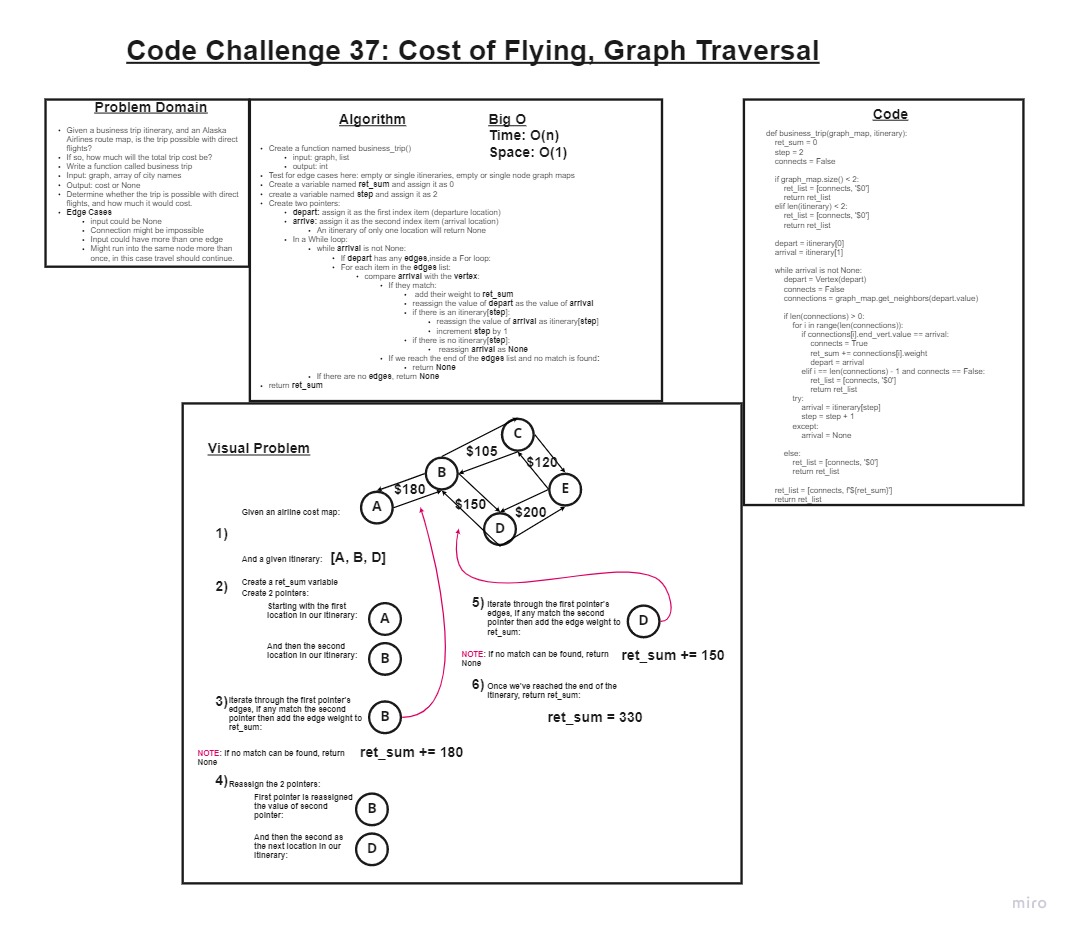 Code Challenge 37: Cost of Flying, Graph Traversal
Problem Domain
• Given a business trip itinerary, and an Alaska
Airlines route map, is the trip possible with direct
flights?
• If so, how much will the total trip cost be?
• Write a function called business trip
• Input: graph, array of city names
• Output: cost or None
• Determine whether the trip is possible with direct
flights, and how much it would cost.
• Edge Cases
• input could be None
• Connection might be impossible
• Input could have more than one edge
• Might run into the same node more than
once, in this case travel should continue.
Algorithm
Big O
Time: O(n)
Space: O(1)
• Create a function named business_trip()
• input: graph, list
• output: int
• Test for edge cases here: empty or single itineraries, empty or single node graph maps
• Create a variable named ret_sum and assign it as 0
• create a variable named step and assign it as 2
• Create two pointers:
• depart: assign it as the first index item (departure location)
• arrive: assign it as the second index item (arrival location)
• An itinerary of only one location will return None
• In a While loop:
• while arrival is not None:
• If depart has any edges,inside a For loop:
• For each item in the edges list:
• compare arrival with the vertex:
• If they match:
• add their weight to ret_sum
• reassign the value of depart as the value of arrival
• if there is an itinerary[step]:
• reassign the value of arrival as itinerary[step]
• increment step by 1
• if there is no itinerary[step]:
• reassign arrival as None
• If we reach the end of the edges list and no match is found:
• return None
• If there are no edges, return None
• return ret_sum
Code
def business_trip(graph_map, itinerary):
ret_sum = 0
step = 2
connects = False
if graph_map.size() < 2:
ret_list = [connects, '$0']
return ret_list
elif len(itinerary) < 2:
ret_list = [connects, '$0']
return ret_list
depart = itinerary[0]
arrival = itinerary[1]
while arrival is not None:
depart = Vertex(depart)
connects = False
connections = graph_map.get_neighbors(depart.value)
if len(connections) > 0:
for i in range(len(connections)):
if connections[i].end_vert.value == arrival:
connects = True
ret_sum += connections[i].weight
depart = arrival
elif i == len(connections) - 1 and connects == False:
ret_list = [connects, '$0']
return ret_list
try:
arrival = itinerary[step]
step = step + 1
except:
arrival = None
else:
ret_list = [connects, '$0']
return ret_list
ret_list = [connects, f'${ret_sum}']
return ret_list
Visual Problem
C
$105
$120
B
$180
E
$150
A
$200
D
Given an airline cost map:
1)
And a given itinerary: [A, B, D]
2) Create a ret_sum variable
Create 2 pointers:
Starting with the first
location in our itinerary:
A
And then the second
location in our itinerary:
B
3) Iterate through the first pointer's
edges, if any match the second
pointer then add the edge weight to
ret_sum:
B
NOTE: If no match can be found, return
None
ret_sum += 180
4) Reassign the 2 pointers:
First pointer is reassigned
the value of second
pointer:
B
And then the second as
the next location in our
itinerary:
D
5) Iterate through the first pointer's
edges, if any match the second
pointer then add the edge weight to
ret_sum:
D
NOTE: If no match can be found, return
None
ret_sum += 150
6) Once we've reached the end of the
itinerary, return ret_sum:
ret_sum = 330
miro